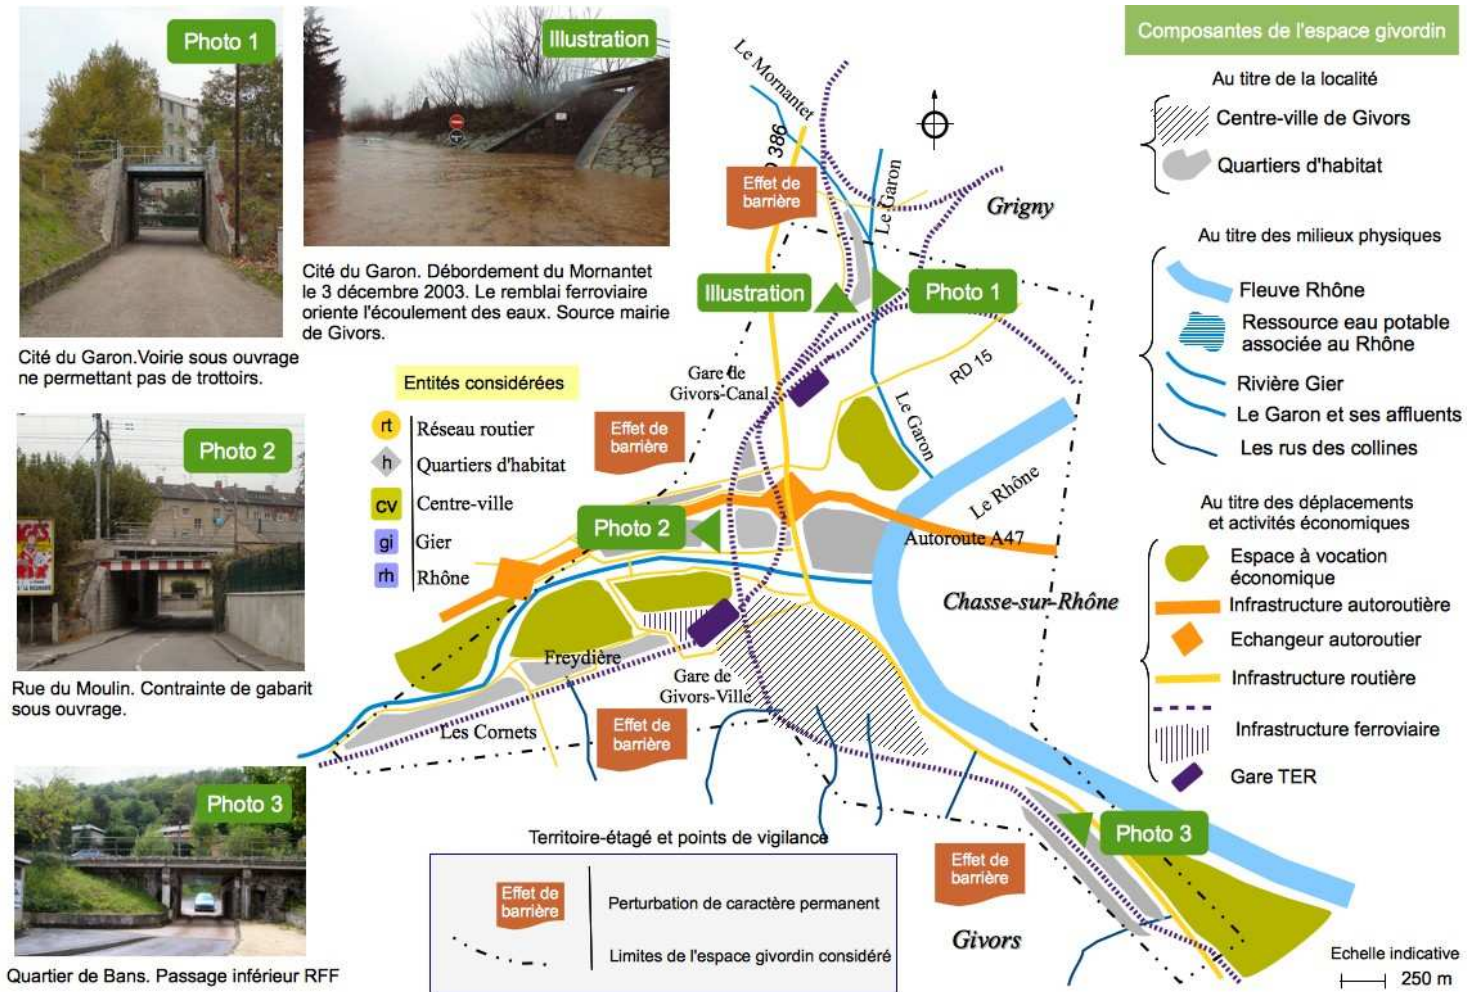 Photo 1
Cité du Garon.Voirie sous ouvrage
ne permettant pas de trottoirs.
Illustration
Cité du Garon. Débordement du Mornantet
le 3 décembre 2003. Le remblai ferroviaire
oriente l'écoulement des eaux. Source mairie
de Givors.
Photo 2
Rue du Moulin. Contrainte de gabarit
sous ouvrage.
Photo 3
Quartier de Bans. Passage inférieur RFF
Entités considérées
rt Réseau routier
h Quartiers d'habitat
cv Centre-ville
gi Gier
rh Rhône
Le Mornantet
386
Effet de
barrière
Le Garon
Grigny
Illustration
Photo 1
Gare de
Givors-Canal
RD 15
Effet de
barrière
Le Garon
Le Rhône
Photo 2
Autoroute A47
Chasse-sur-Rhône
Freydière
Gare de
Givors-Ville
Les Cornets
Effet de
barrière
Photo 3
Effet de
barrière
Givors
Territoire-étagé et points de vigilance
Effet de
barrière
Perturbation de caractère permanent
Limites de l'espace givordin considéré
Composantes de l'espace givordin
Au titre de la localité
Centre-ville de Givors
Quartiers d'habitat
Au titre des milieux physiques
Fleuve Rhône
Ressource eau potable
associée au Rhône
Rivière Gier
Le Garon et ses affluents
Les rus des collines
Au titre des déplacements
et activités économiques
Espace à vocation
économique
Infrastructure autoroutière
Echangeur autoroutier
Infrastructure routière
Infrastructure ferroviaire
Gare TER
Echelle indicative
250 m